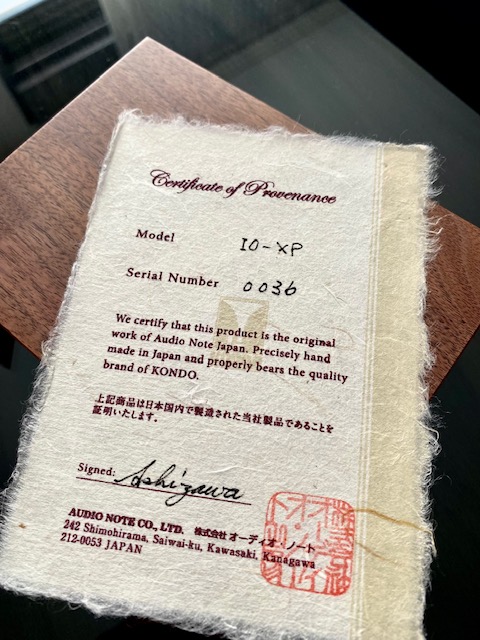 Certificate of Provenance
Model IO-XP
Serial Number 0036
We certify that this product is the original
work of Audio Note Japan. Precisely hand
made in Japan and properly bears the quality
brand of KONDO.
上記商品は日本国内で製造された当社製品であることを
証明いたします。
Signed: Ashizawa
AUDIO NOTE CO., LTD. 株式会社 オーディオ・ノート
242 Shimohirama, Saiwai-ku, Kawasaki, Kanagawa
212-0053 JAPAN